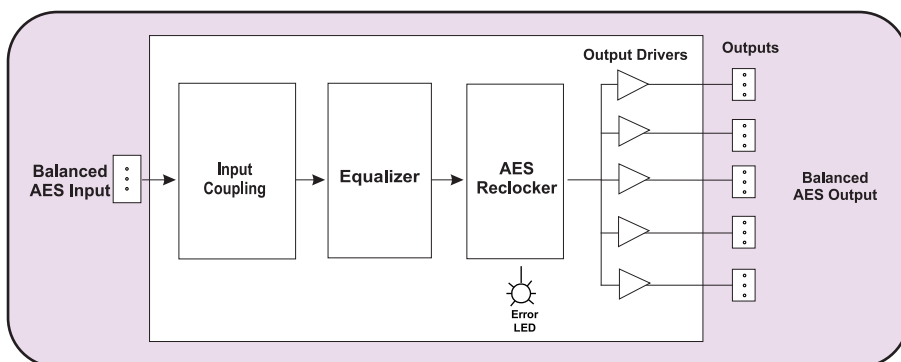 Output Drivers
Outputs
Balanced
AES Input
Input
Coupling
Equalizer
AES
Reclocker
Balanced
AES Output
Error
LED